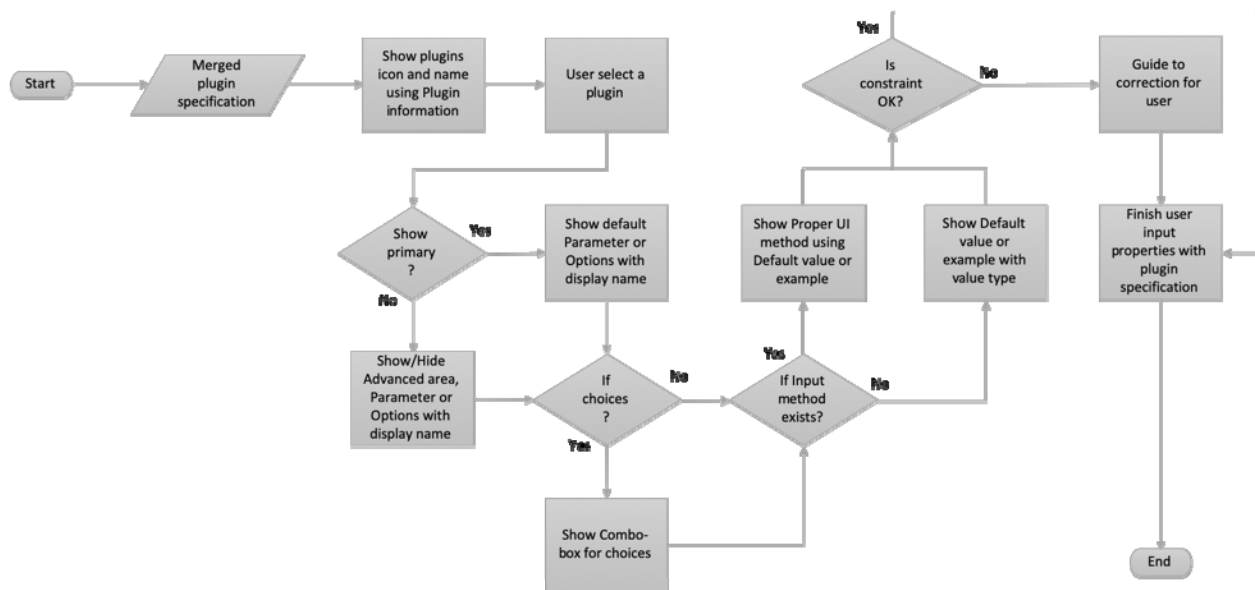 Start
Merged
plugin
specification
Show plugins
icon and name
using Plugin
information
User select a
plugin
Yes
Is
constraint
OK?
No
Guide to
correction for
user
Show
primary
?
Yes
No
Show default
Parameter or
Options with
display name
Show Proper UI
method using
Default value or
example
Show Default
value or
example with
value type
Finish user
input
properties with
plugin
specification
Show/Hide
Advanced area,
Parameter or
Options with
display name
If
choices
?
No
Yes
Yes
If Input
method
exists?
No
Show Combo-
box for choices
End